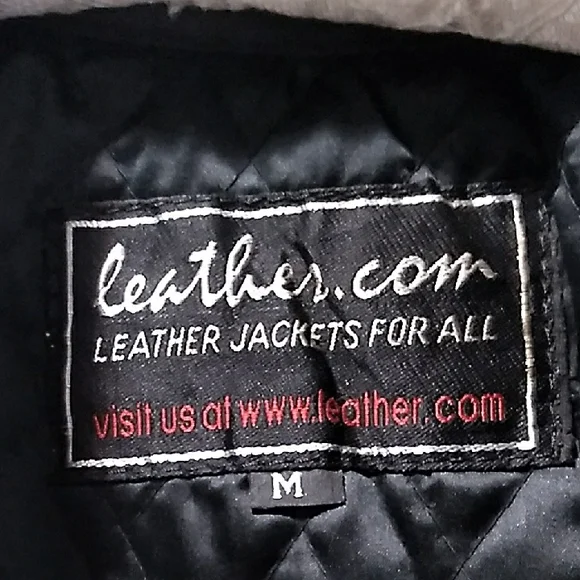 leather.com
LEATHER JACKETS FOR ALL
visit us at www.leather.com
M